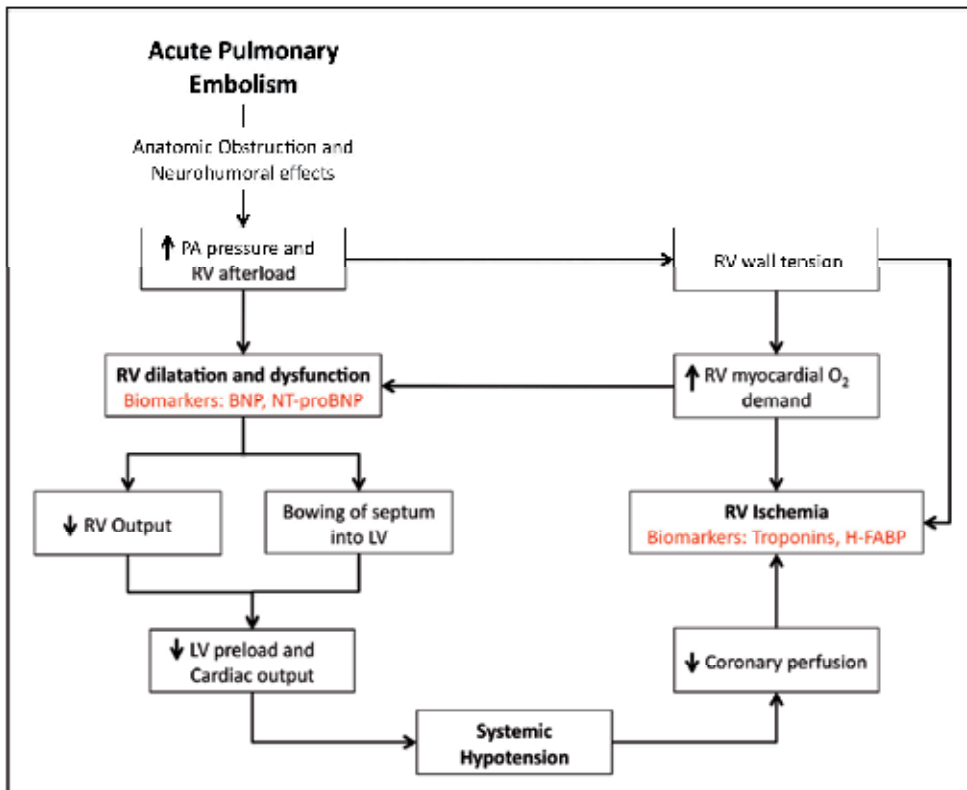 Acute Pulmonary
Embolism
Anatomic Obstruction and
Neurohumoral effects
↑ PA pressure and
RV afterload
RV wall tension
RV dilatation and dysfunction
Biomarkers: BNP, NT-proBNP
↑ RV myocardial O₂
demand
↓ RV Output
Bowing of septum
into LV
RV Ischemia
Biomarkers: Troponins, H-FABP
↓ LV preload and
Cardiac output
↓ Coronary perfusion
Systemic
Hypotension